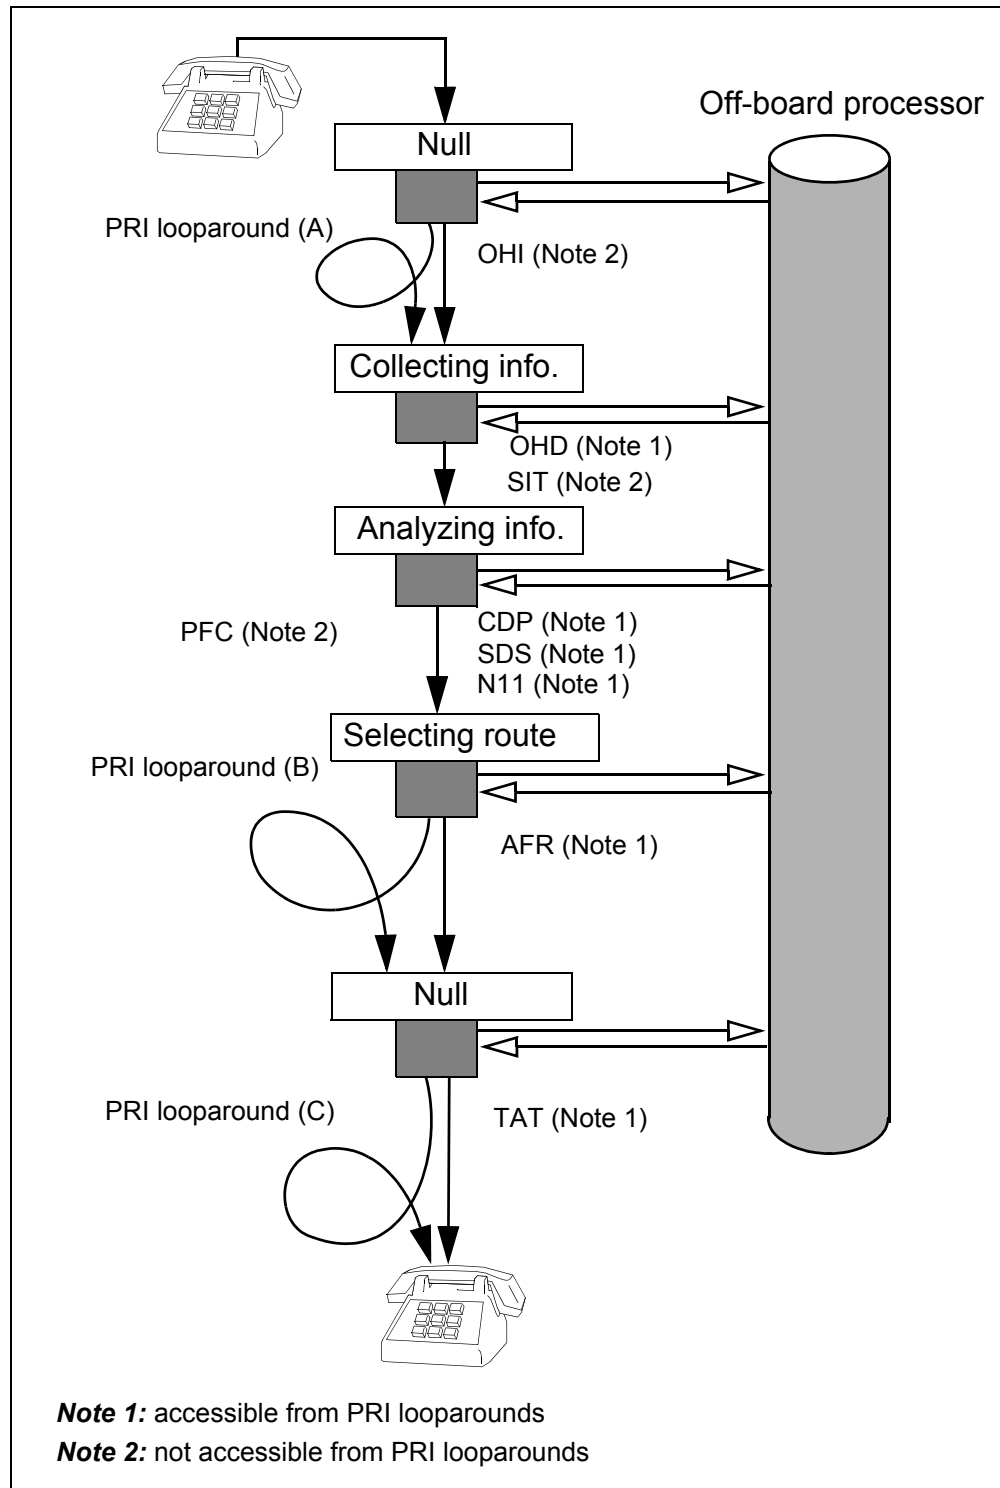 Off-board processor
Null
PRI looparound (A)
OHI (Note 2)
Collecting info.
OHD (Note 1)
SIT (Note 2)
Analyzing info.
PFC (Note 2)
CDP (Note 1)
SDS (Note 1)
N11 (Note 1)
Selecting route
PRI looparound (B)
AFR (Note 1)
Null
PRI looparound (C)
TAT (Note 1)
Note 1: accessible from PRI looparounds
Note 2: not accessible from PRI looparounds